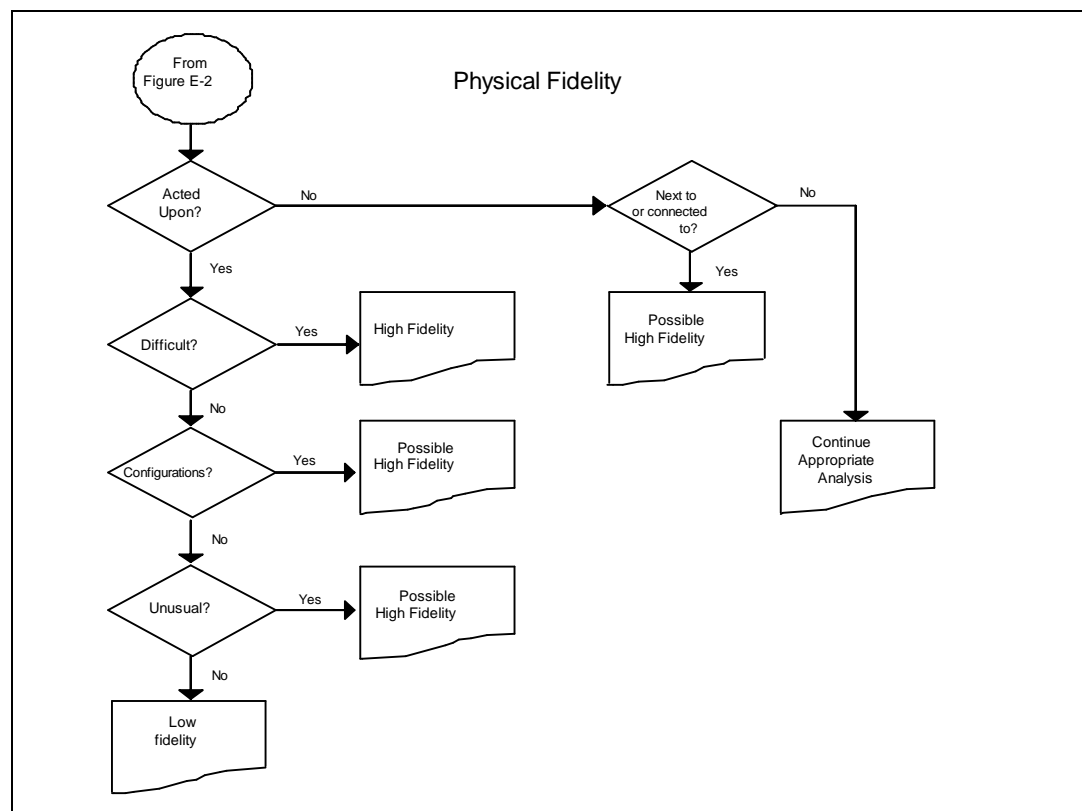 From
Figure E-2
Physical Fidelity
Acted
Upon?
No
Next to
or connected
to?
No
Yes
Yes
Difficult?
Yes
High Fidelity
Possible
High Fidelity
No
Configurations?
Yes
Possible
High Fidelity
Continue
Appropriate
Analysis
No
Unusual?
Yes
Possible
High Fidelity
No
Low
fidelity